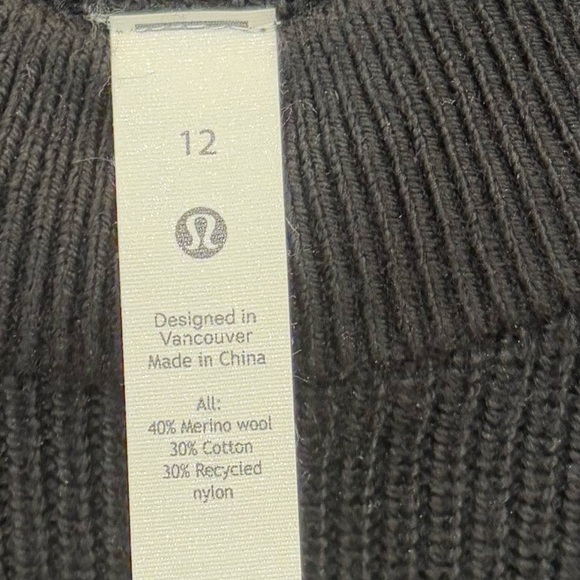 12
Designed in
Vancouver
Made in China
All:
40% Merino wool
30% Cotton
30% Recycled
nylon